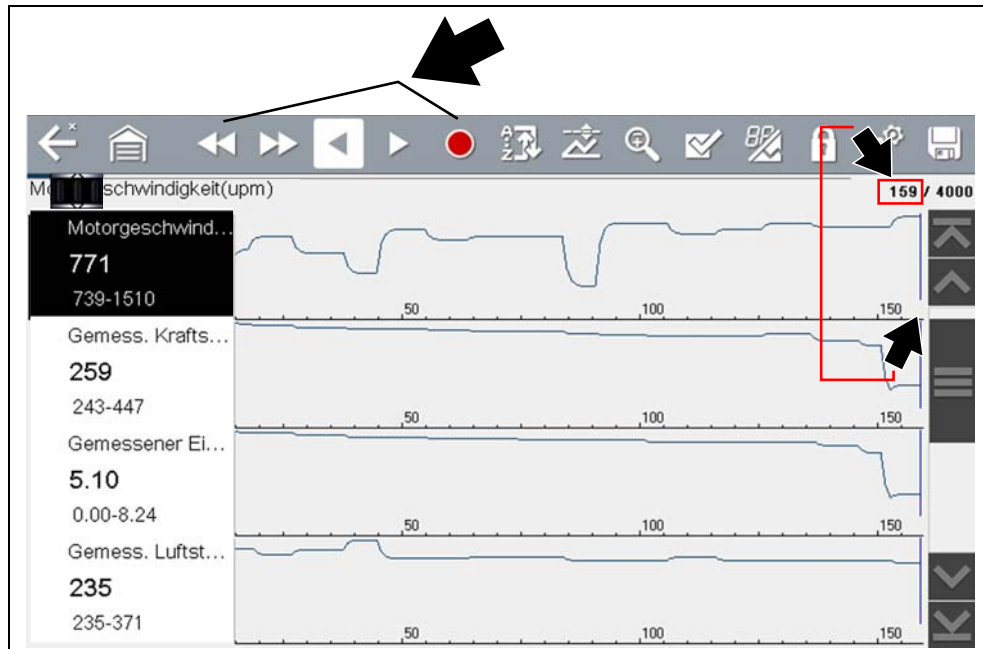 schwindigkeit(upm)
159 / 4000
Motorgeschwind...
771
739-1510
50 100 150
Gemess. Krafts...
259
243-447
50 100 150
Gemessener Ei...
5.10
0.00-8.24
50 100 150
Gemess. Luftst...
235
235-371
50 100 150